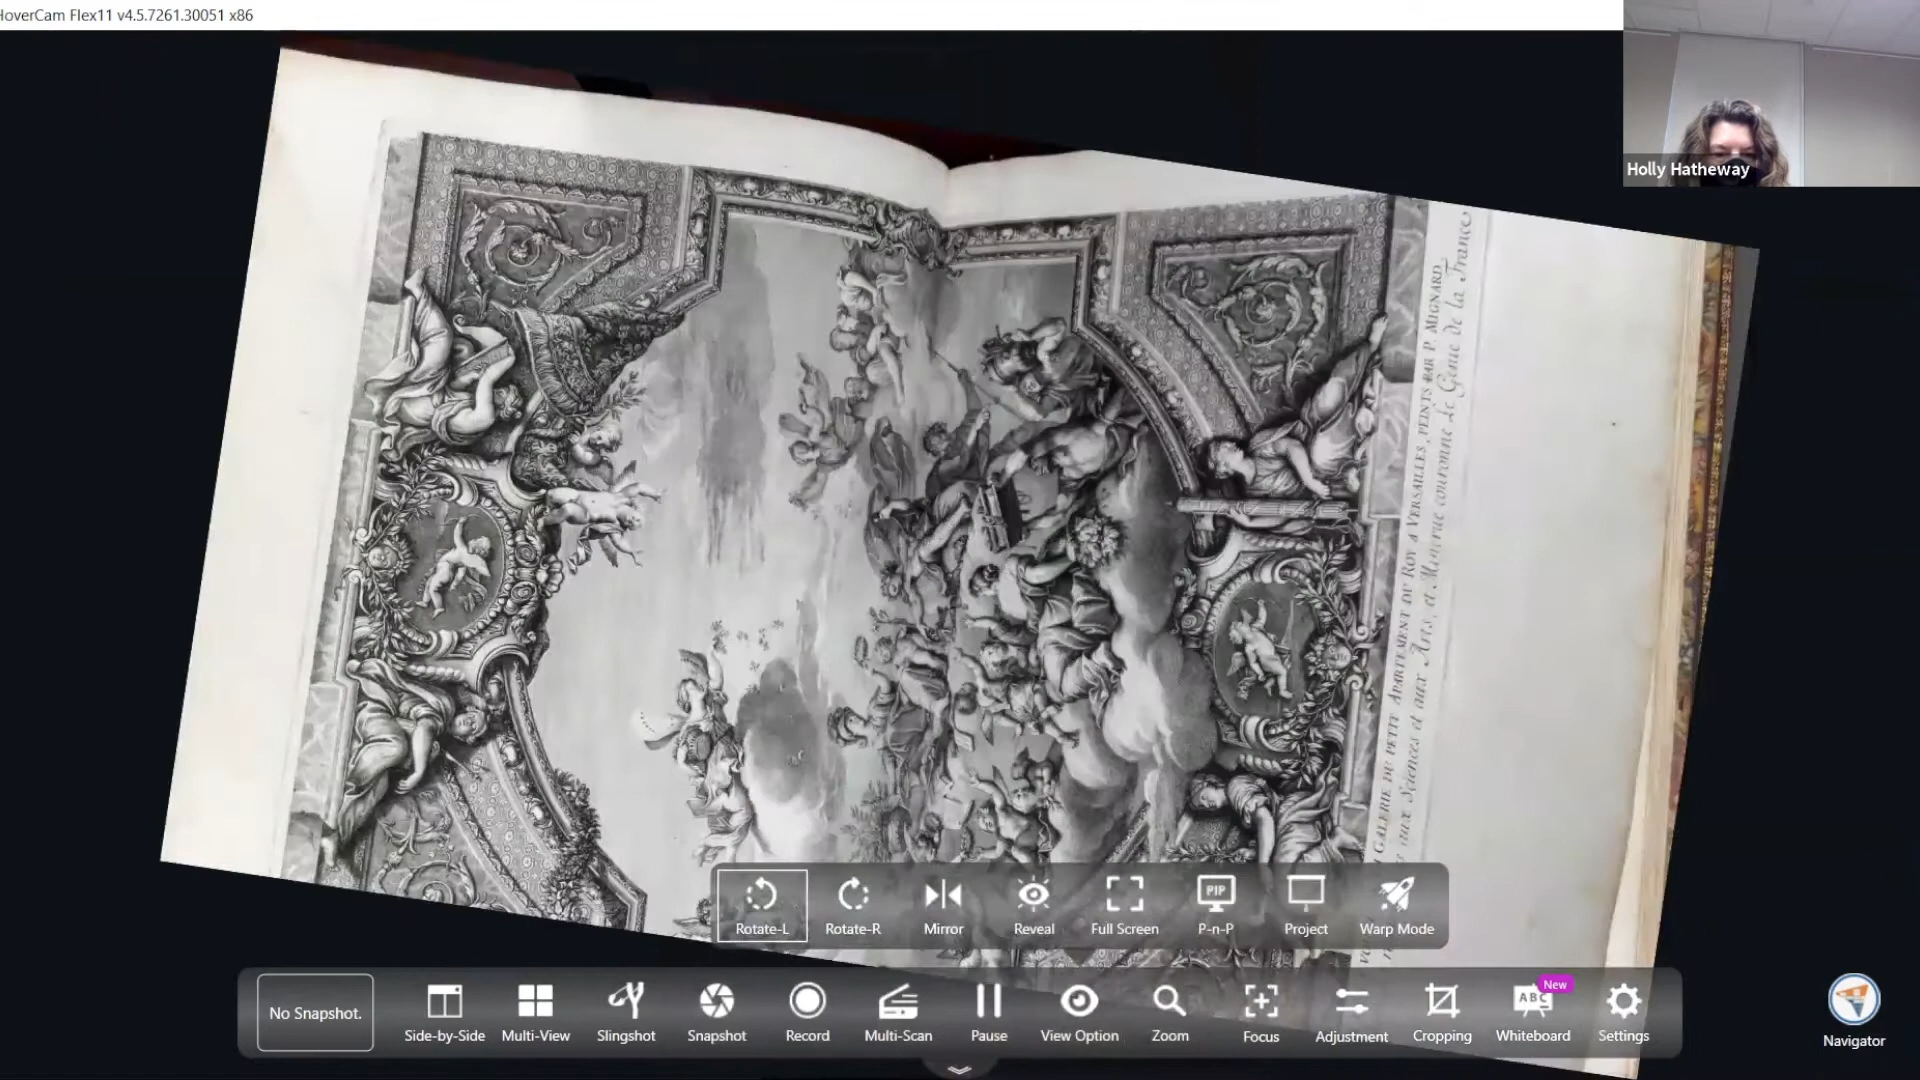 HoverCam Flex11 v4.5.7261.30051 x86
Holly Hatheway
GALERIE DU PETIT APARTEMENT DU ROY A VERSAILLES, PEINTS PAR P. MIGNARD
aux Sciences et aux Arts, et Minerue couronne le Genie de la France
Rotate-L
Rotate-R
Mirror
Reveal
Full Screen
PIP
P-n-P
Project
Warp Mode
No Snapshot.
Side-by-Side
Multi-View
Slingshot
Snapshot
Record
Multi-Scan
Pause
View Option
Zoom
Focus
Adjustment
Cropping
New
ABC
Whiteboard
Settings
Navigator